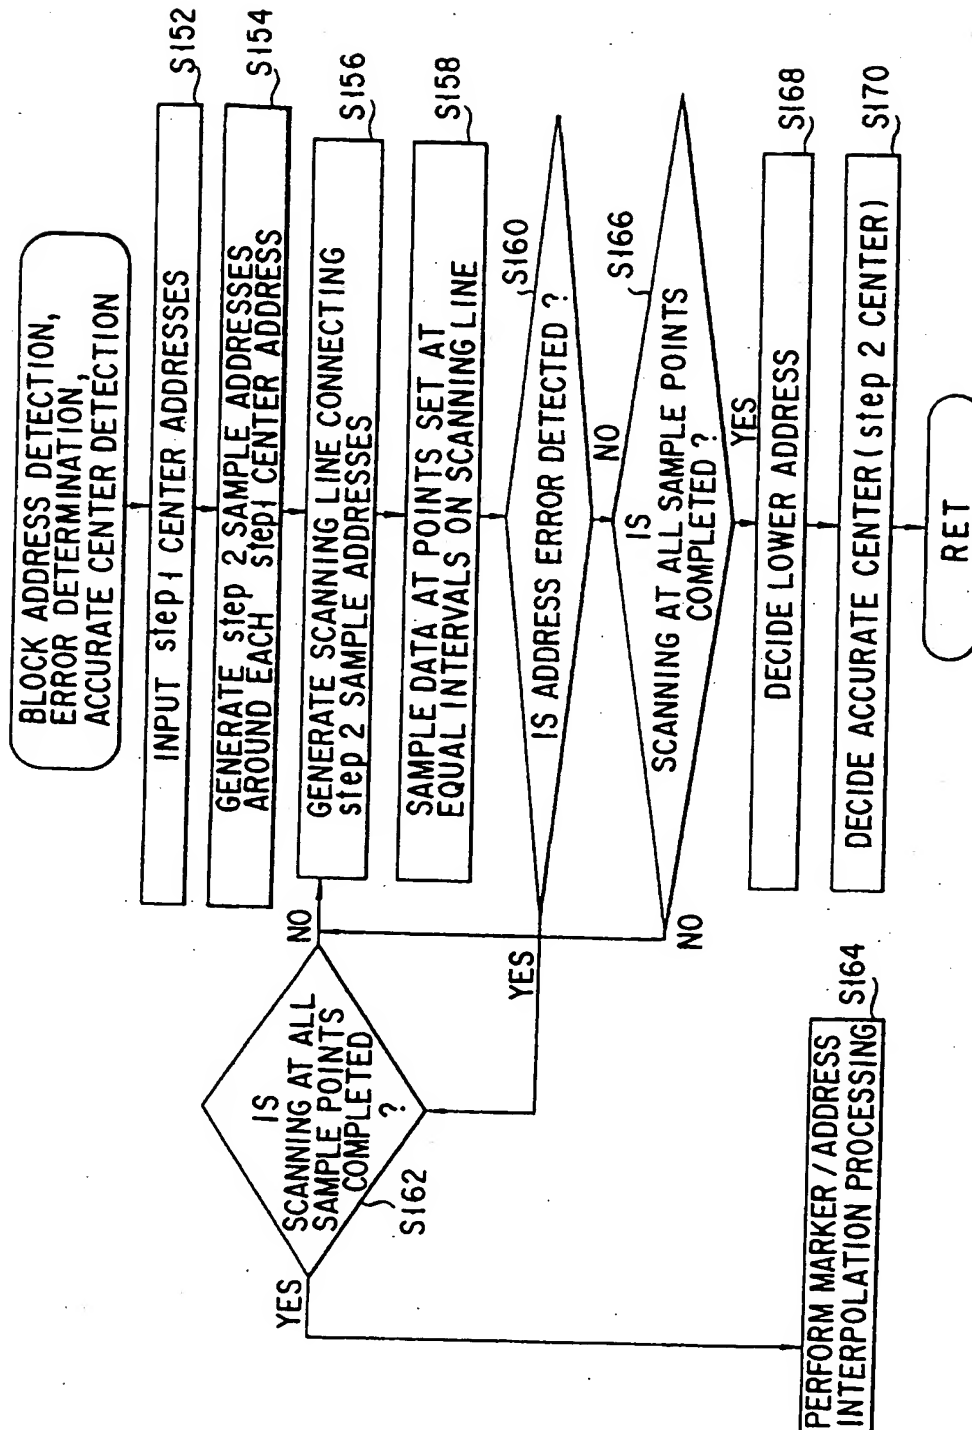 BLOCK ADDRESS DETECTION,
ERROR DETERMINATION,
ACCURATE CENTER DETECTION
S152
INPUT step1 CENTER ADDRESSES
S154
GENERATE step 2 SAMPLE ADDRESSES
AROUND EACH step1 CENTER ADDRESS
S156
GENERATE SCANNING LINE CONNECTING
step 2 SAMPLE ADDRESSES
S158
SAMPLE DATA AT POINTS SET AT
EQUAL INTERVALS ON SCANNING LINE
S160
IS ADDRESS ERROR DETECTED ?
YES
NO
S162
IS
SCANNING AT ALL
SAMPLE POINTS
COMPLETED
?
NO
YES
S164
PERFORM MARKER / ADDRESS
INTERPOLATION PROCESSING
S166
IS
SCANNING AT ALL SAMPLE POINTS
COMPLETED ?
NO
YES
S168
DECIDE LOWER ADDRESS
S170
DECIDE ACCURATE CENTER (step 2 CENTER)
RET